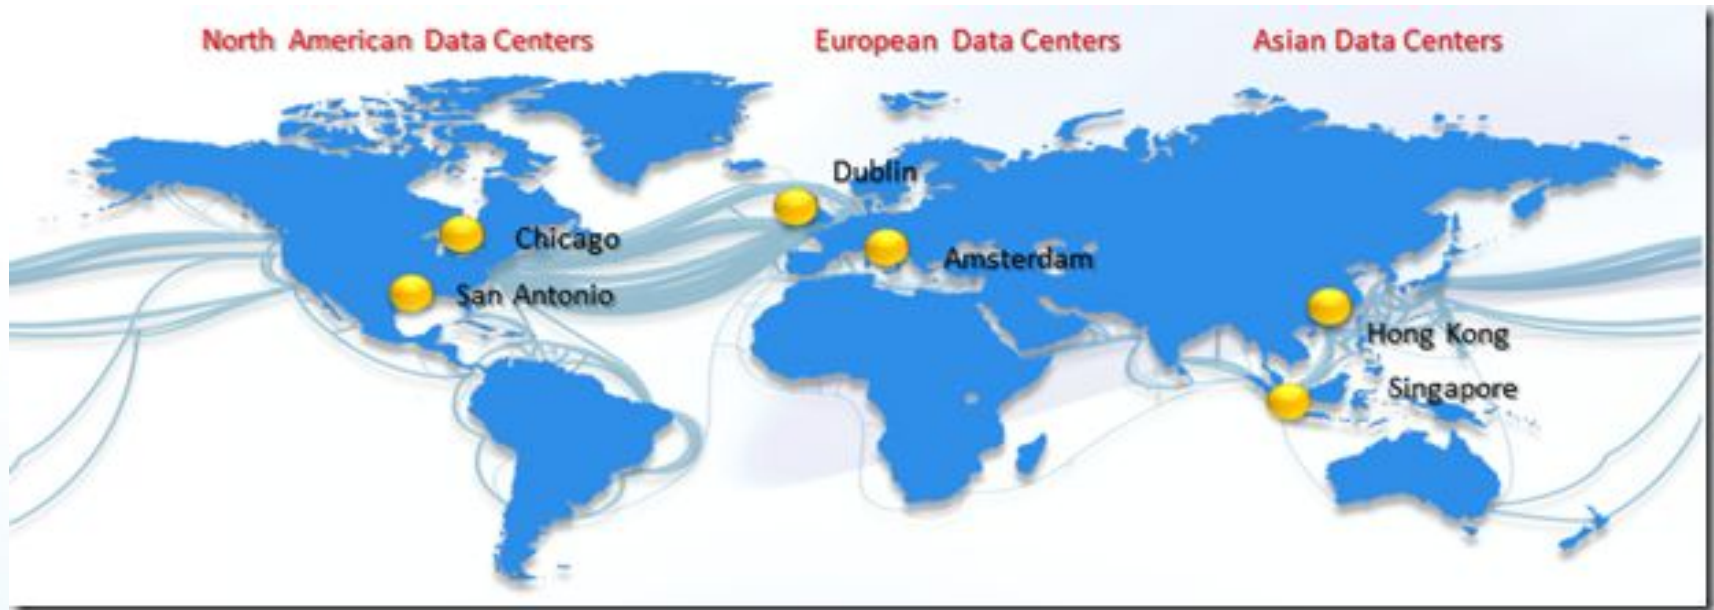 North American Data Centers
European Data Centers
Asian Data Centers
Dublin
Chicago
Amsterdam
San Antonio
Hong Kong
Singapore